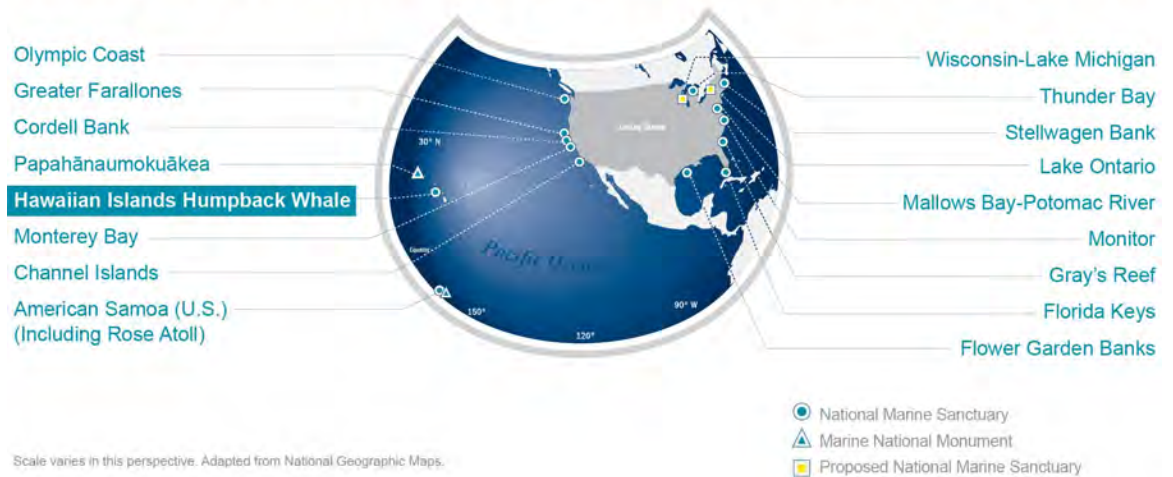 Olympic Coast
Greater Farallones
Cordell Bank
Papahānaumokuākea
Hawaiian Islands Humpback Whale
Monterey Bay
Channel Islands
American Samoa (U.S.)
(Including Rose Atoll)
30° N
United States
Pacific Ocean
Equator
150°
120°
90° W
Wisconsin-Lake Michigan
Thunder Bay
Stellwagen Bank
Lake Ontario
Mallows Bay-Potomac River
Monitor
Gray's Reef
Florida Keys
Flower Garden Banks
National Marine Sanctuary
Marine National Monument
Proposed National Marine Sanctuary
Scale varies in this perspective. Adapted from National Geographic Maps.